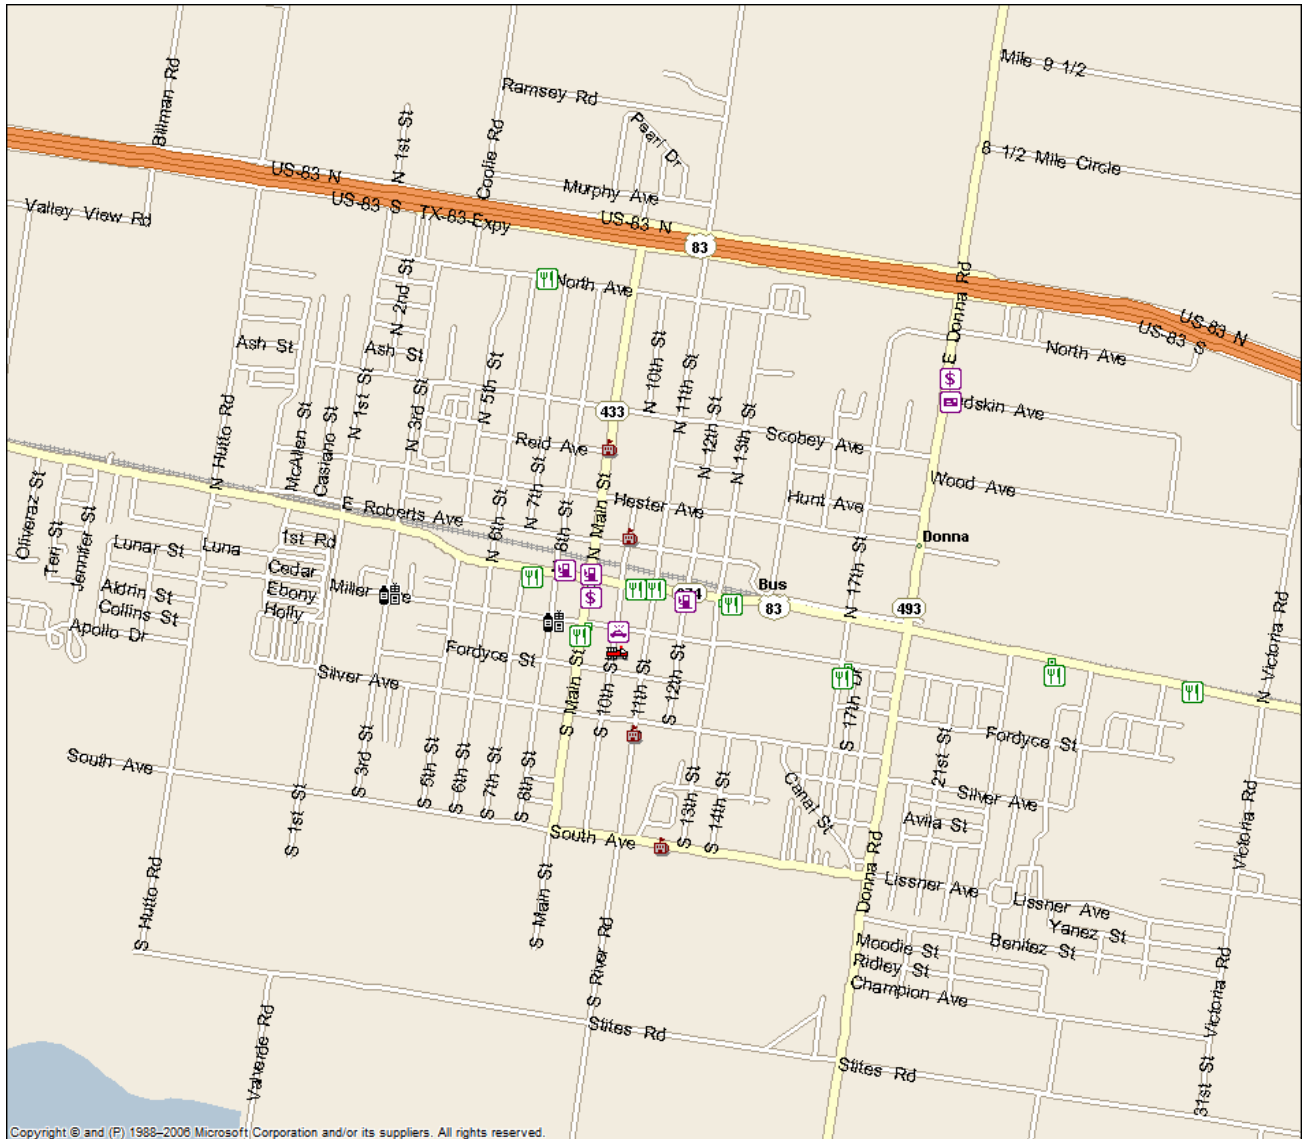 Mile 9 1/2
Billman Rd
Ramsey Rd
N 1st St
Coolie Rd
Pearl Dr
8 1/2 Mile Circle
US-83 N
Murphy Ave
US-83 S
TX-83-Expy
US-83 N
Valley View Rd
83
North Ave
N 2nd St
E Donna Rd
US-83 N
US-83 S
Ash St
Ash St
North Ave
N 10th St
N 11th St
N 5th St
N 1st St
N 3rd St
433
N 12th St
N 13th St
N Hutto Rd
McAllen St
Casiano St
Reid Ave
Scobey Ave
Wood Ave
N 7th St
Hester Ave
Hunt Ave
E Roberts Ave
N 6th St
8th St
N Main St
Oliveraz St
Teri St
Jennifer St
Lunar St
Luna
1st Rd
Donna
N 17th St
Cedar
Ebony
Holly
Miller
Aldrin St
Collins St
Apollo Dr
Bus
83
493
N Victoria Rd
Fordyce St
Silver Ave
S Main St
S 10th St
11th St
S 12th St
S 17th Dr
Fordyce St
South Ave
S 3rd St
S 5th St
S 6th St
S 7th St
S 8th St
21st St
S 1st St
S 13th St
S 14th St
Canal St
Silver Ave
Avila St
Victoria Rd
South Ave
Donna Rd
Lissner Ave
Lissner Ave
S Hutto Rd
S Main St
Yanez St
Moodie St
Benitez St
Ridley St
Champion Ave
S River Rd
Stites Rd
Stites Rd
Valverde Rd
31st St
Victoria Rd
Copyright © and (P) 1988–2006 Microsoft Corporation and/or its suppliers. All rights reserved.